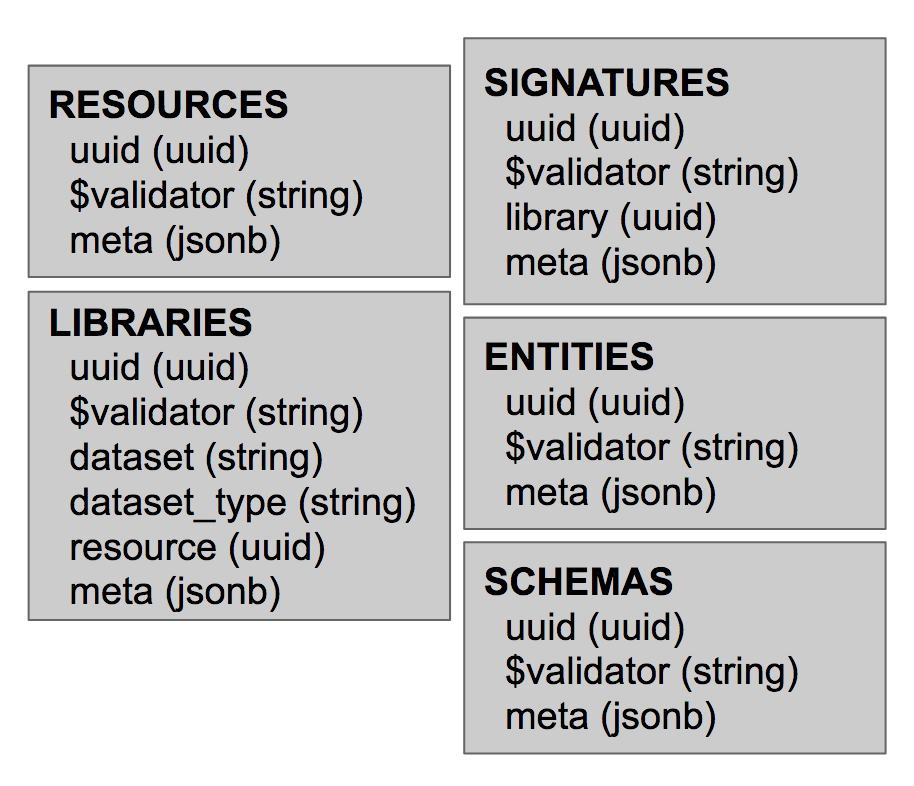 RESOURCES
uuid (uuid)
$validator (string)
meta (jsonb)
LIBRARIES
uuid (uuid)
$validator (string)
dataset (string)
dataset_type (string)
resource (uuid)
meta (jsonb)
SIGNATURES
uuid (uuid)
$validator (string)
library (uuid)
meta (jsonb)
ENTITIES
uuid (uuid)
$validator (string)
meta (jsonb)
SCHEMAS
uuid (uuid)
$validator (string)
meta (jsonb)